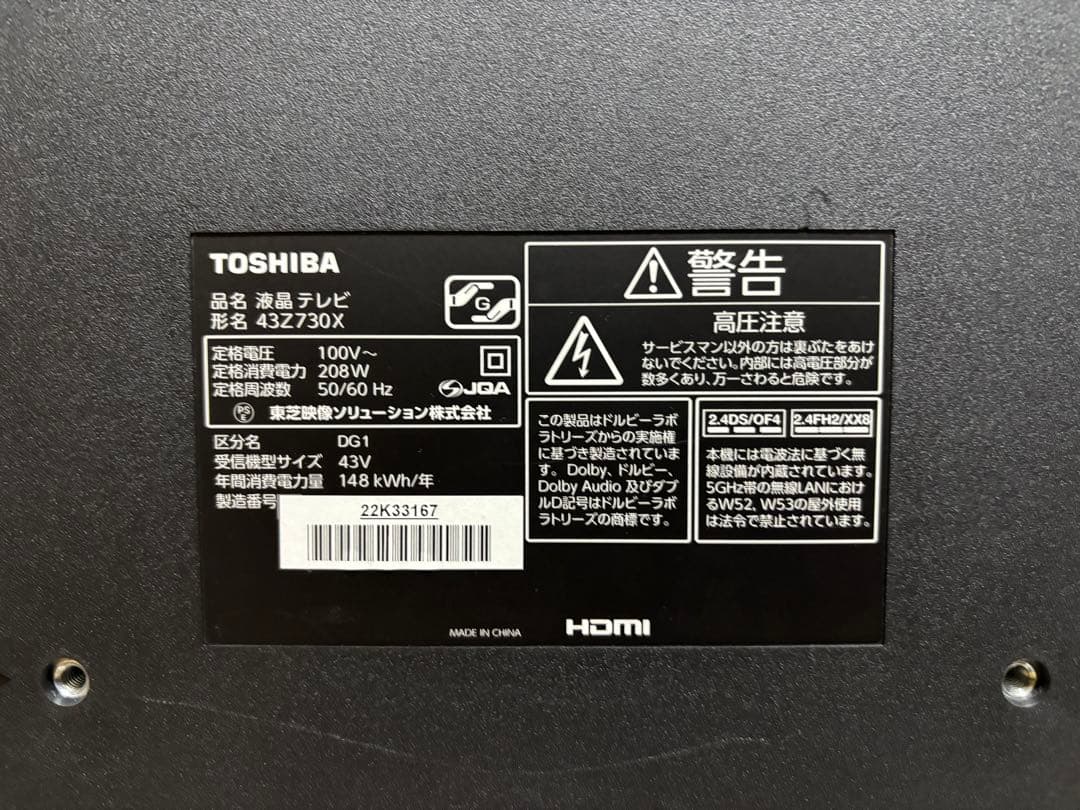 TOSHIBA
品名 液晶テレビ
形名 43Z730X
G
定格電圧 100V～
定格消費電力 208W
定格周波数 50/60 Hz
JQA
PS
E
東芝映像ソリューション株式会社
区分名 DG1
受信機型サイズ 43V
年間消費電力量 148 kWh/年
製造番号
22K33167
MADE IN CHINA
警告
高圧注意
サービスマン以外の方は裏ぶたをあけ
ないでください。内部には高電圧部分が
数多くあり、万一さわると危険です。
この製品はドルビーラボ
ラトリーズからの実施権
に基づき製造されていま
す。Dolby、ドルビー、
Dolby Audio 及びダブ
ルD記号はドルビーラボ
ラトリーズの商標です。
2.4DS/OF4 2.4FH2/XX8
本機には電波法に基づく無
線設備が内蔵されています。
5GHz帯の無線LANにおけ
るW52、W53の屋外使用
は法令で禁止されています。
HDMI